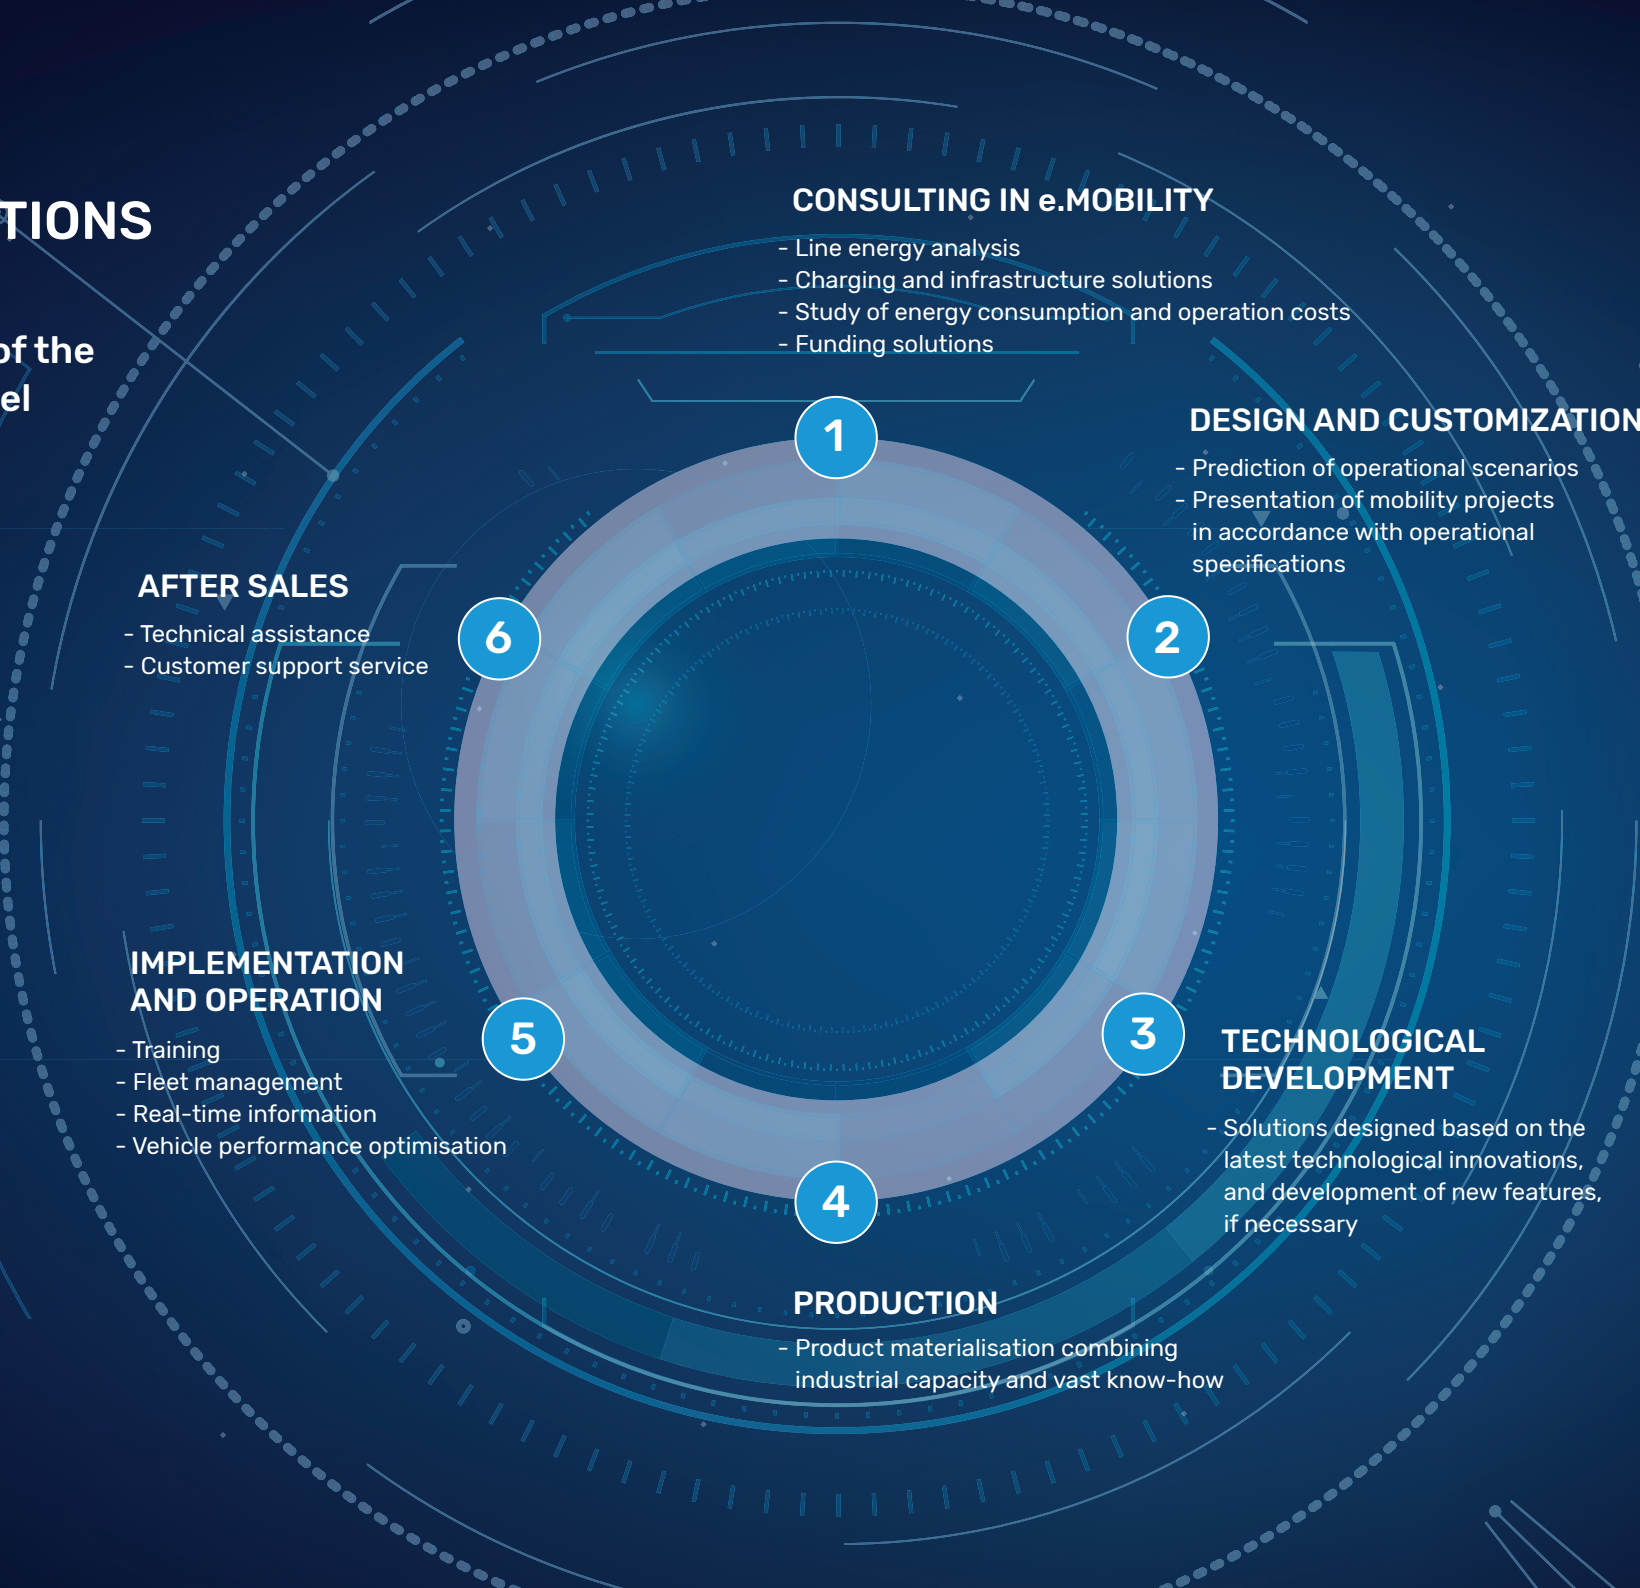 TIONS
of the
el
CONSULTING IN e.MOBILITY
- Line energy analysis
- Charging and infrastructure solutions
- Study of energy consumption and operation costs
- Funding solutions
1
DESIGN AND CUSTOMIZATION
- Prediction of operational scenarios
- Presentation of mobility projects
in accordance with operational
specifications
2
3
TECHNOLOGICAL
DEVELOPMENT
- Solutions designed based on the
latest technological innovations,
and development of new features,
if necessary
4
PRODUCTION
- Product materialisation combining
industrial capacity and vast know-how
5
IMPLEMENTATION
AND OPERATION
- Training
- Fleet management
- Real-time information
- Vehicle performance optimisation
6
AFTER SALES
- Technical assistance
- Customer support service